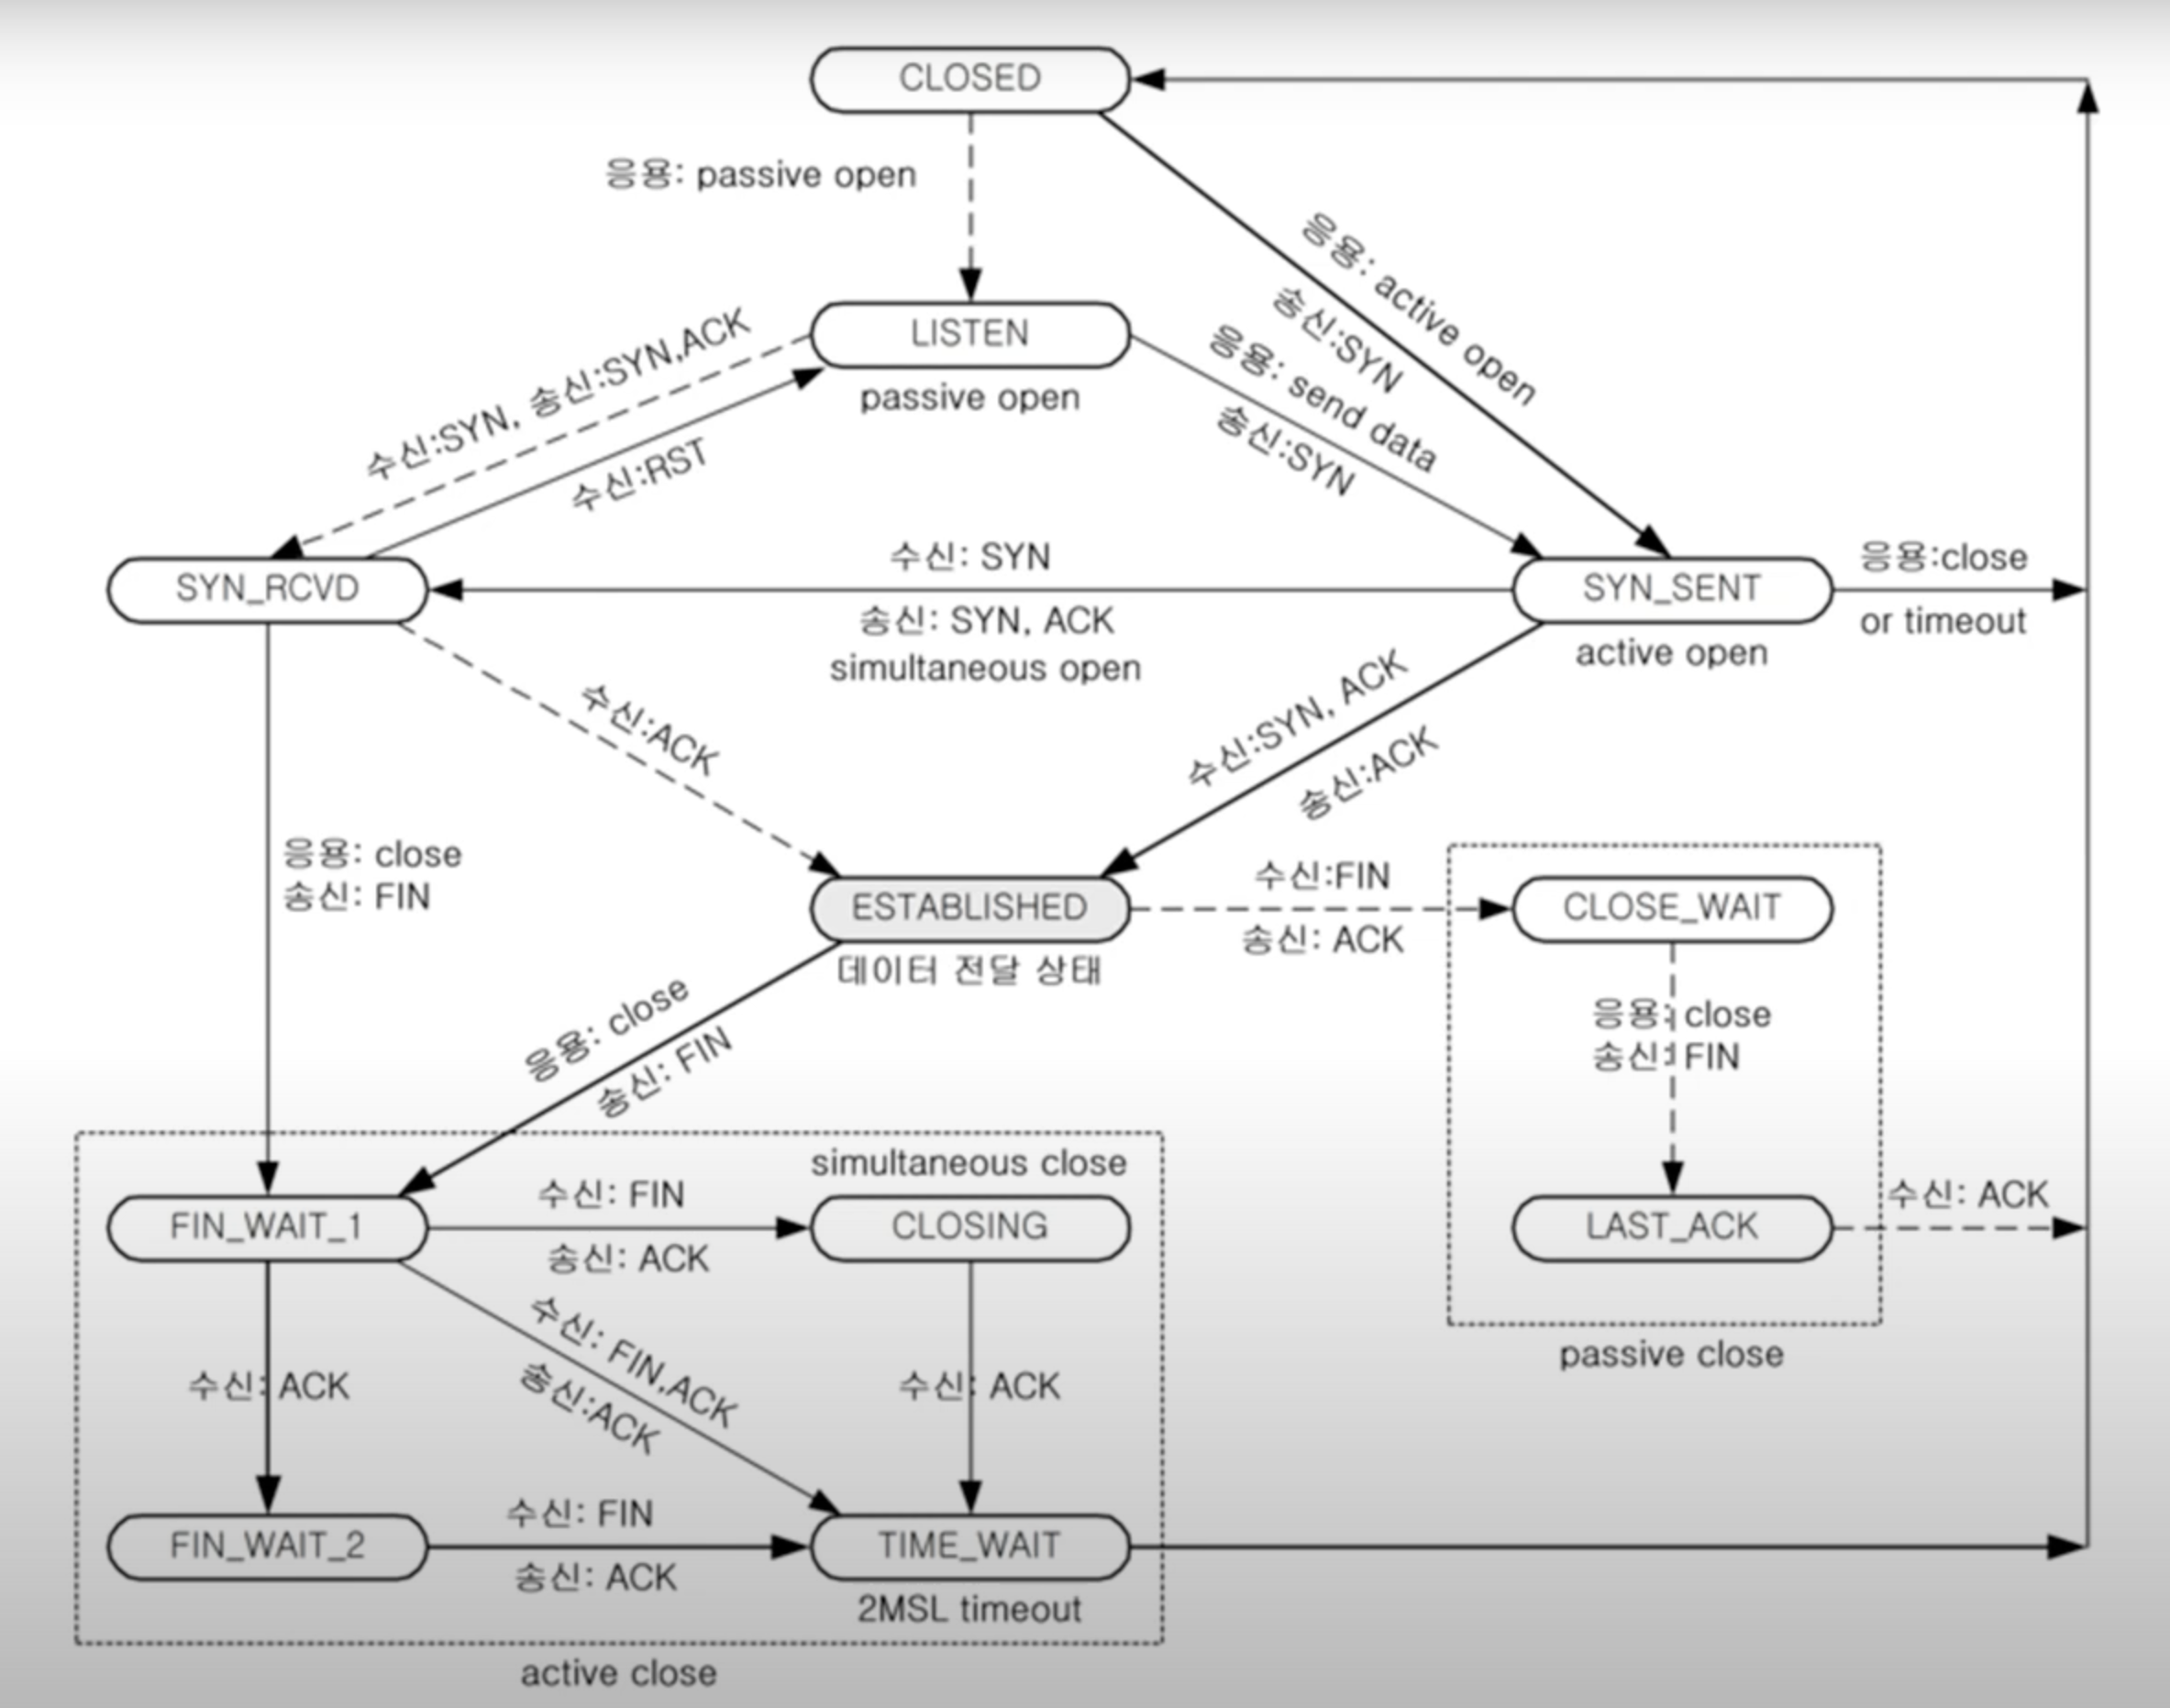 CLOSED
응용: passive open
응용: active open
송신:SYN
LISTEN
passive open
수신:SYN, 송신:SYN,ACK
수신:RST
응용: send data
송신:SYN
SYN_RCVD
수신: SYN
송신: SYN, ACK
simultaneous open
SYN_SENT
active open
응용:close
or timeout
수신:ACK
수신:SYN, ACK
송신:ACK
응용: close
송신: FIN
ESTABLISHED
데이터 전달 상태
수신:FIN
송신: ACK
CLOSE_WAIT
응용: close
송신: FIN
응용: close
송신: FIN
simultaneous close
FIN_WAIT_1
수신: FIN
송신: ACK
CLOSING
LAST_ACK
수신: ACK
passive close
수신: ACK
수신: FIN,ACK
송신:ACK
수신: ACK
FIN_WAIT_2
수신: FIN
송신: ACK
TIME_WAIT
2MSL timeout
active close